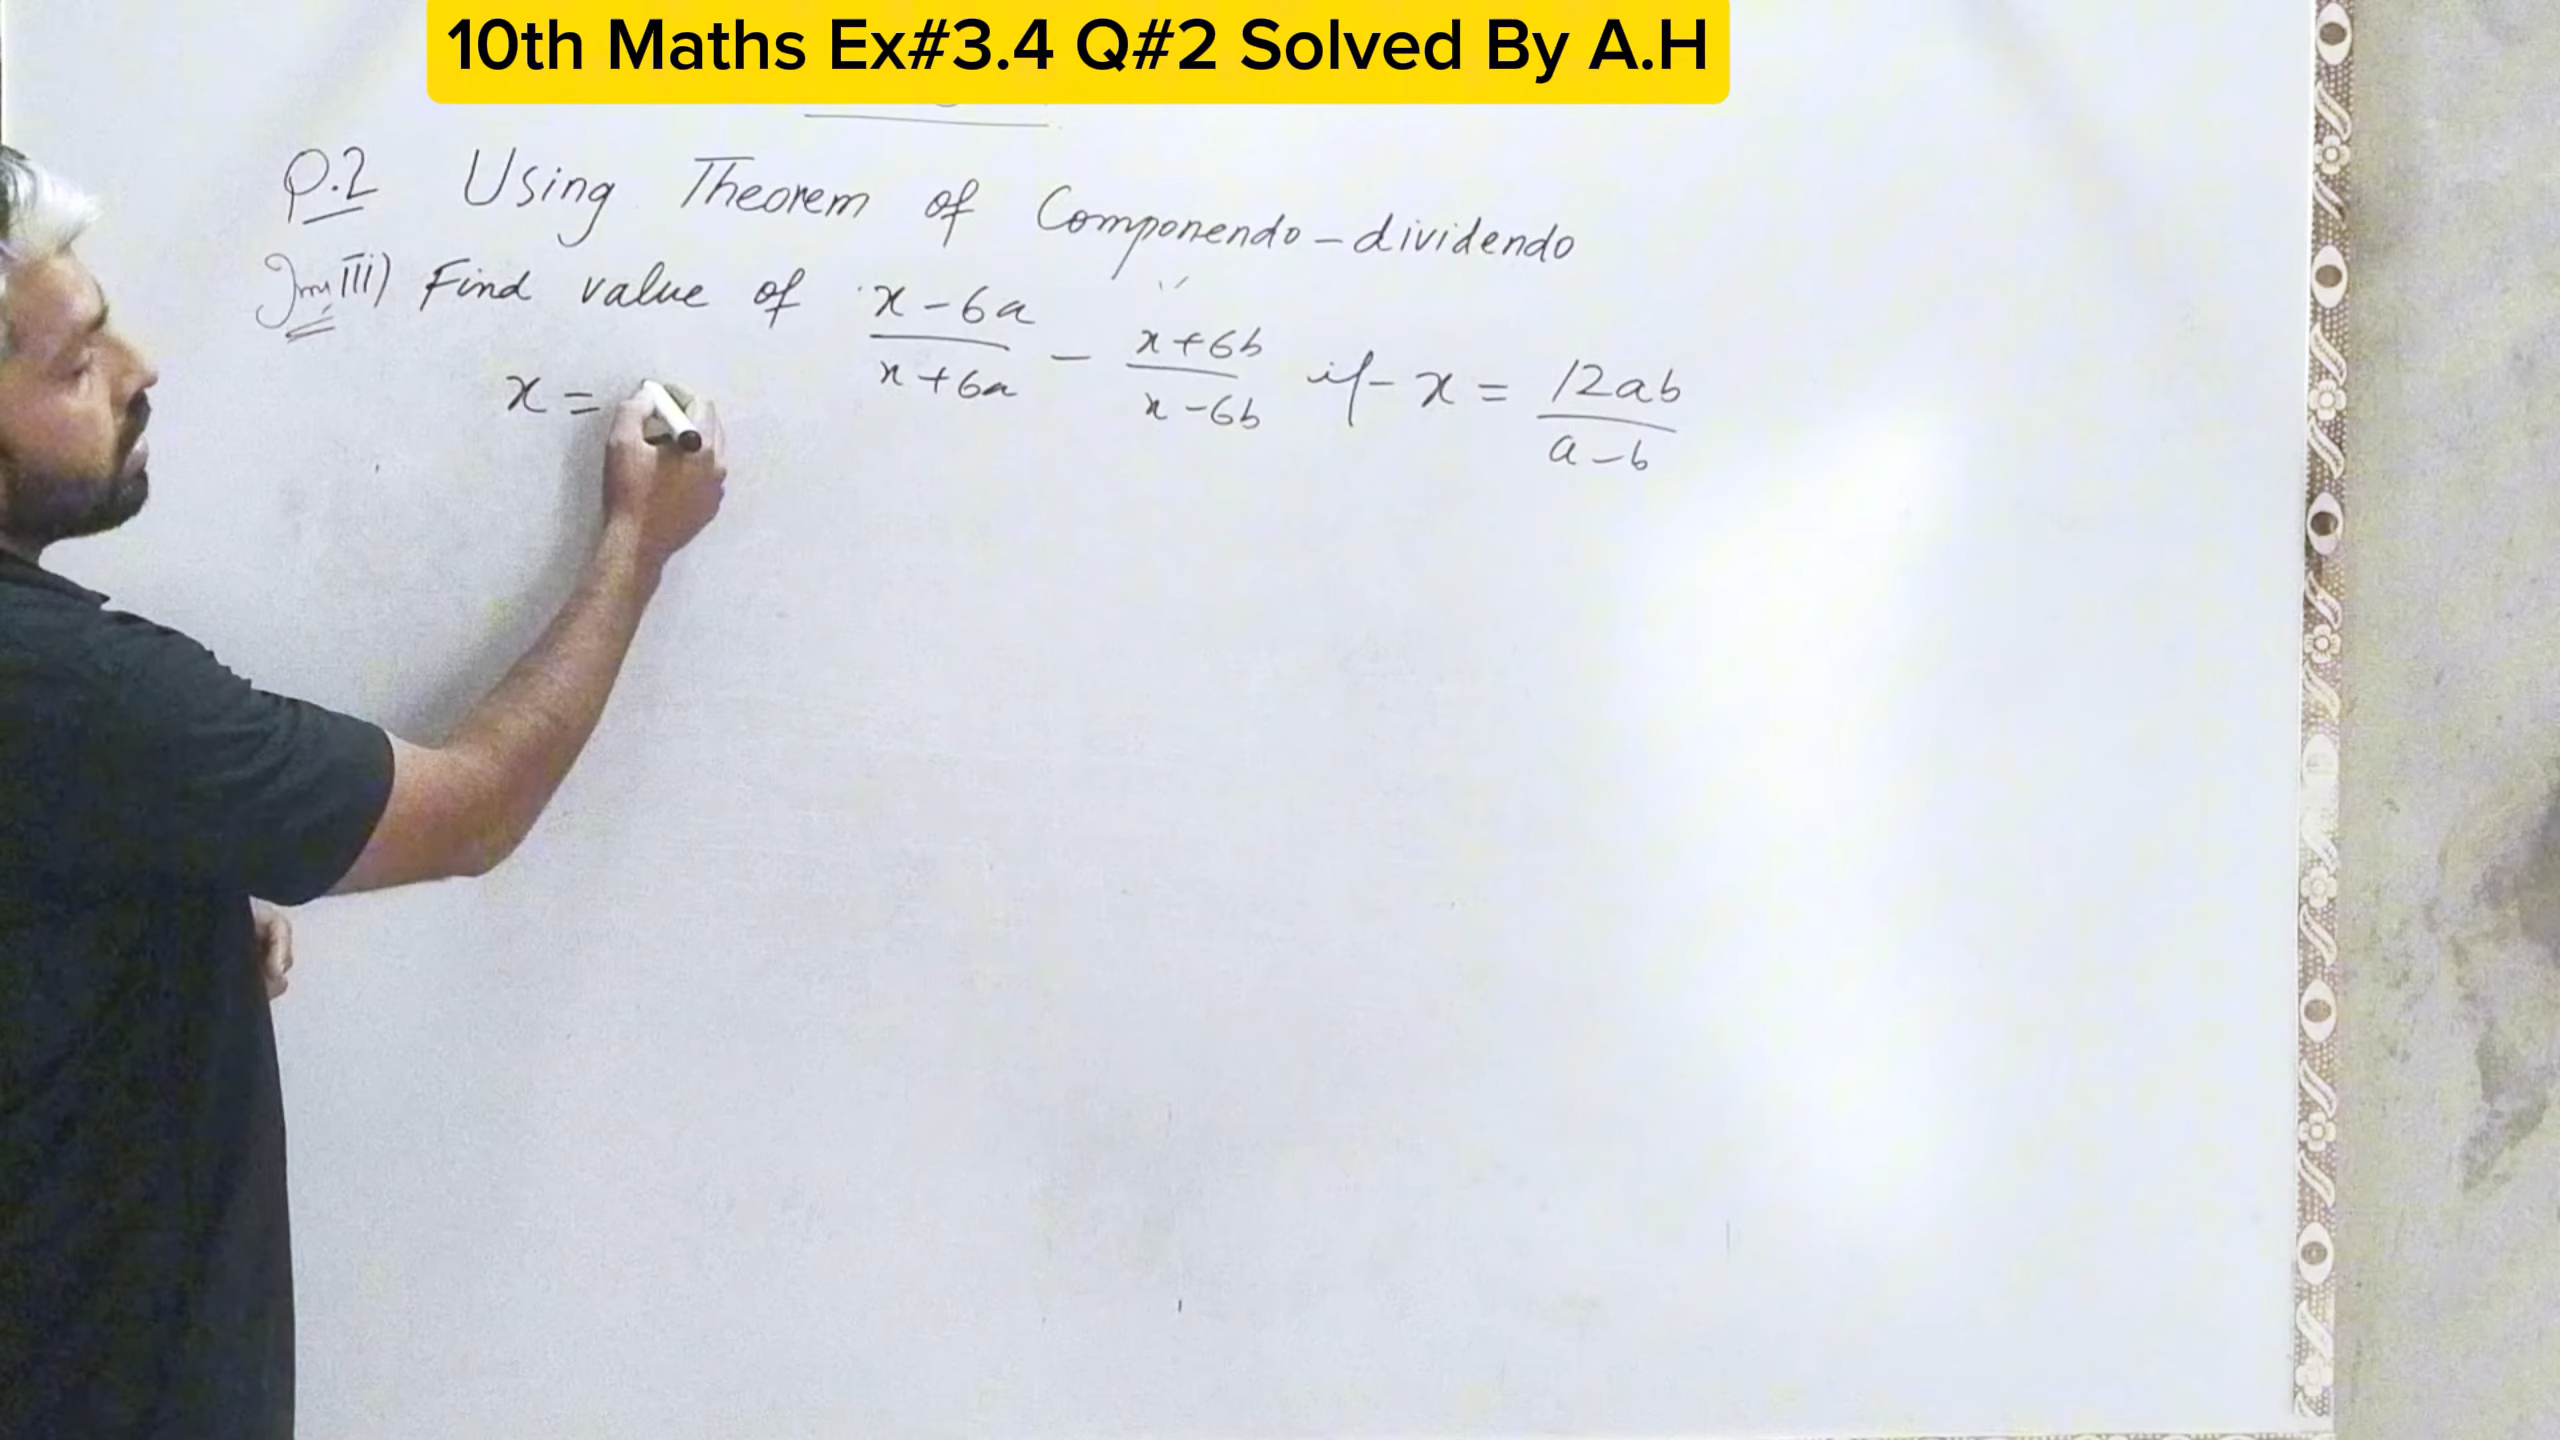 10th Maths Ex#3.4 Q#2 Solved By A.H
Q.2 Using Theorem of Componendo-dividendo
iii) Find value of x-6a/x+6a - x+6b/x-6b if x = 12ab/a-b
x =